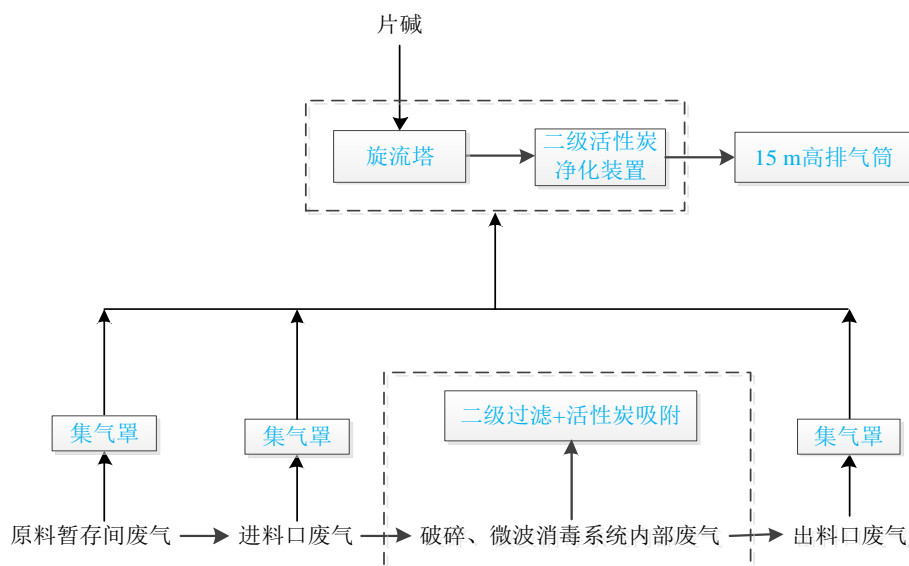 片碱
旋流塔
二级活性炭
净化装置
15 m高排气筒
二级过滤+活性炭吸附
集气罩
集气罩
集气罩
原料暂存间废气
进料口废气
破碎、微波消毒系统内部废气
出料口废气